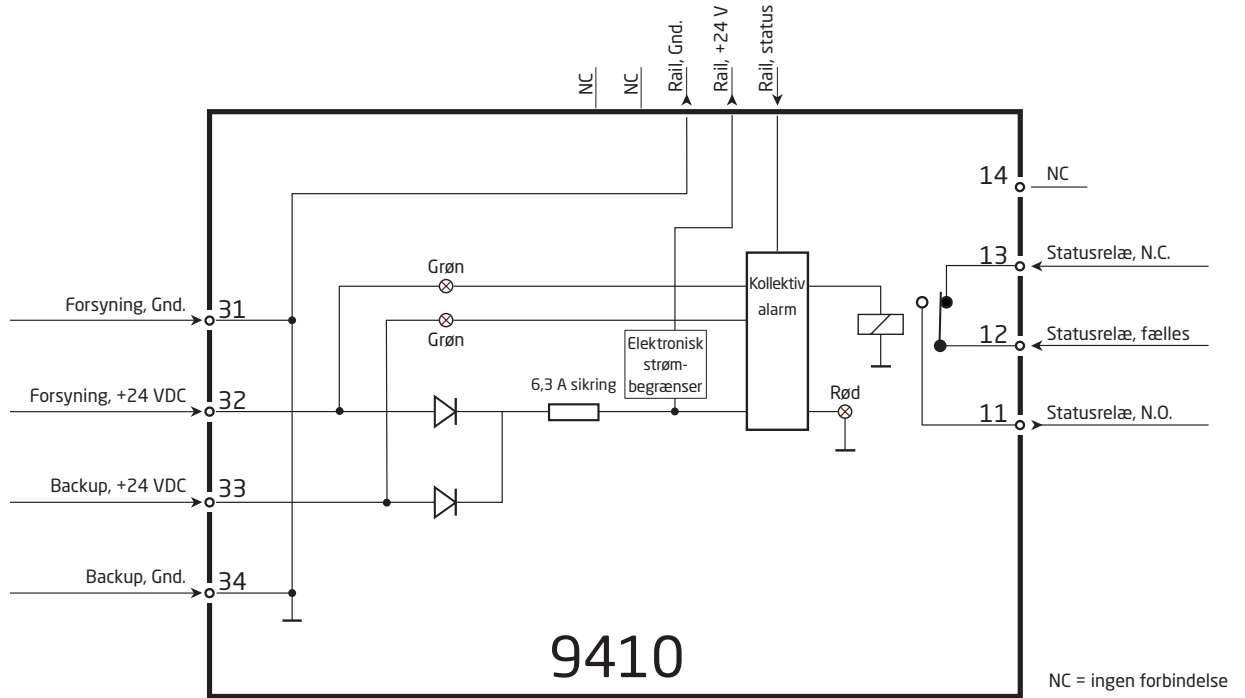 NC
NC
Rail, Gnd.
Rail, +24 V
Rail, status
14
NC
13
Statusrelæ, N.C.
12
Statusrelæ, fælles
11
Statusrelæ, N.O.
Grøn
Grøn
Kollektiv
alarm
Elektronisk
strøm-
begrænser
6,3 A sikring
Rød
Forsyning, Gnd.
31
Forsyning, +24 VDC
32
Backup, +24 VDC
33
Backup, Gnd.
34
9410
NC = ingen forbindelse